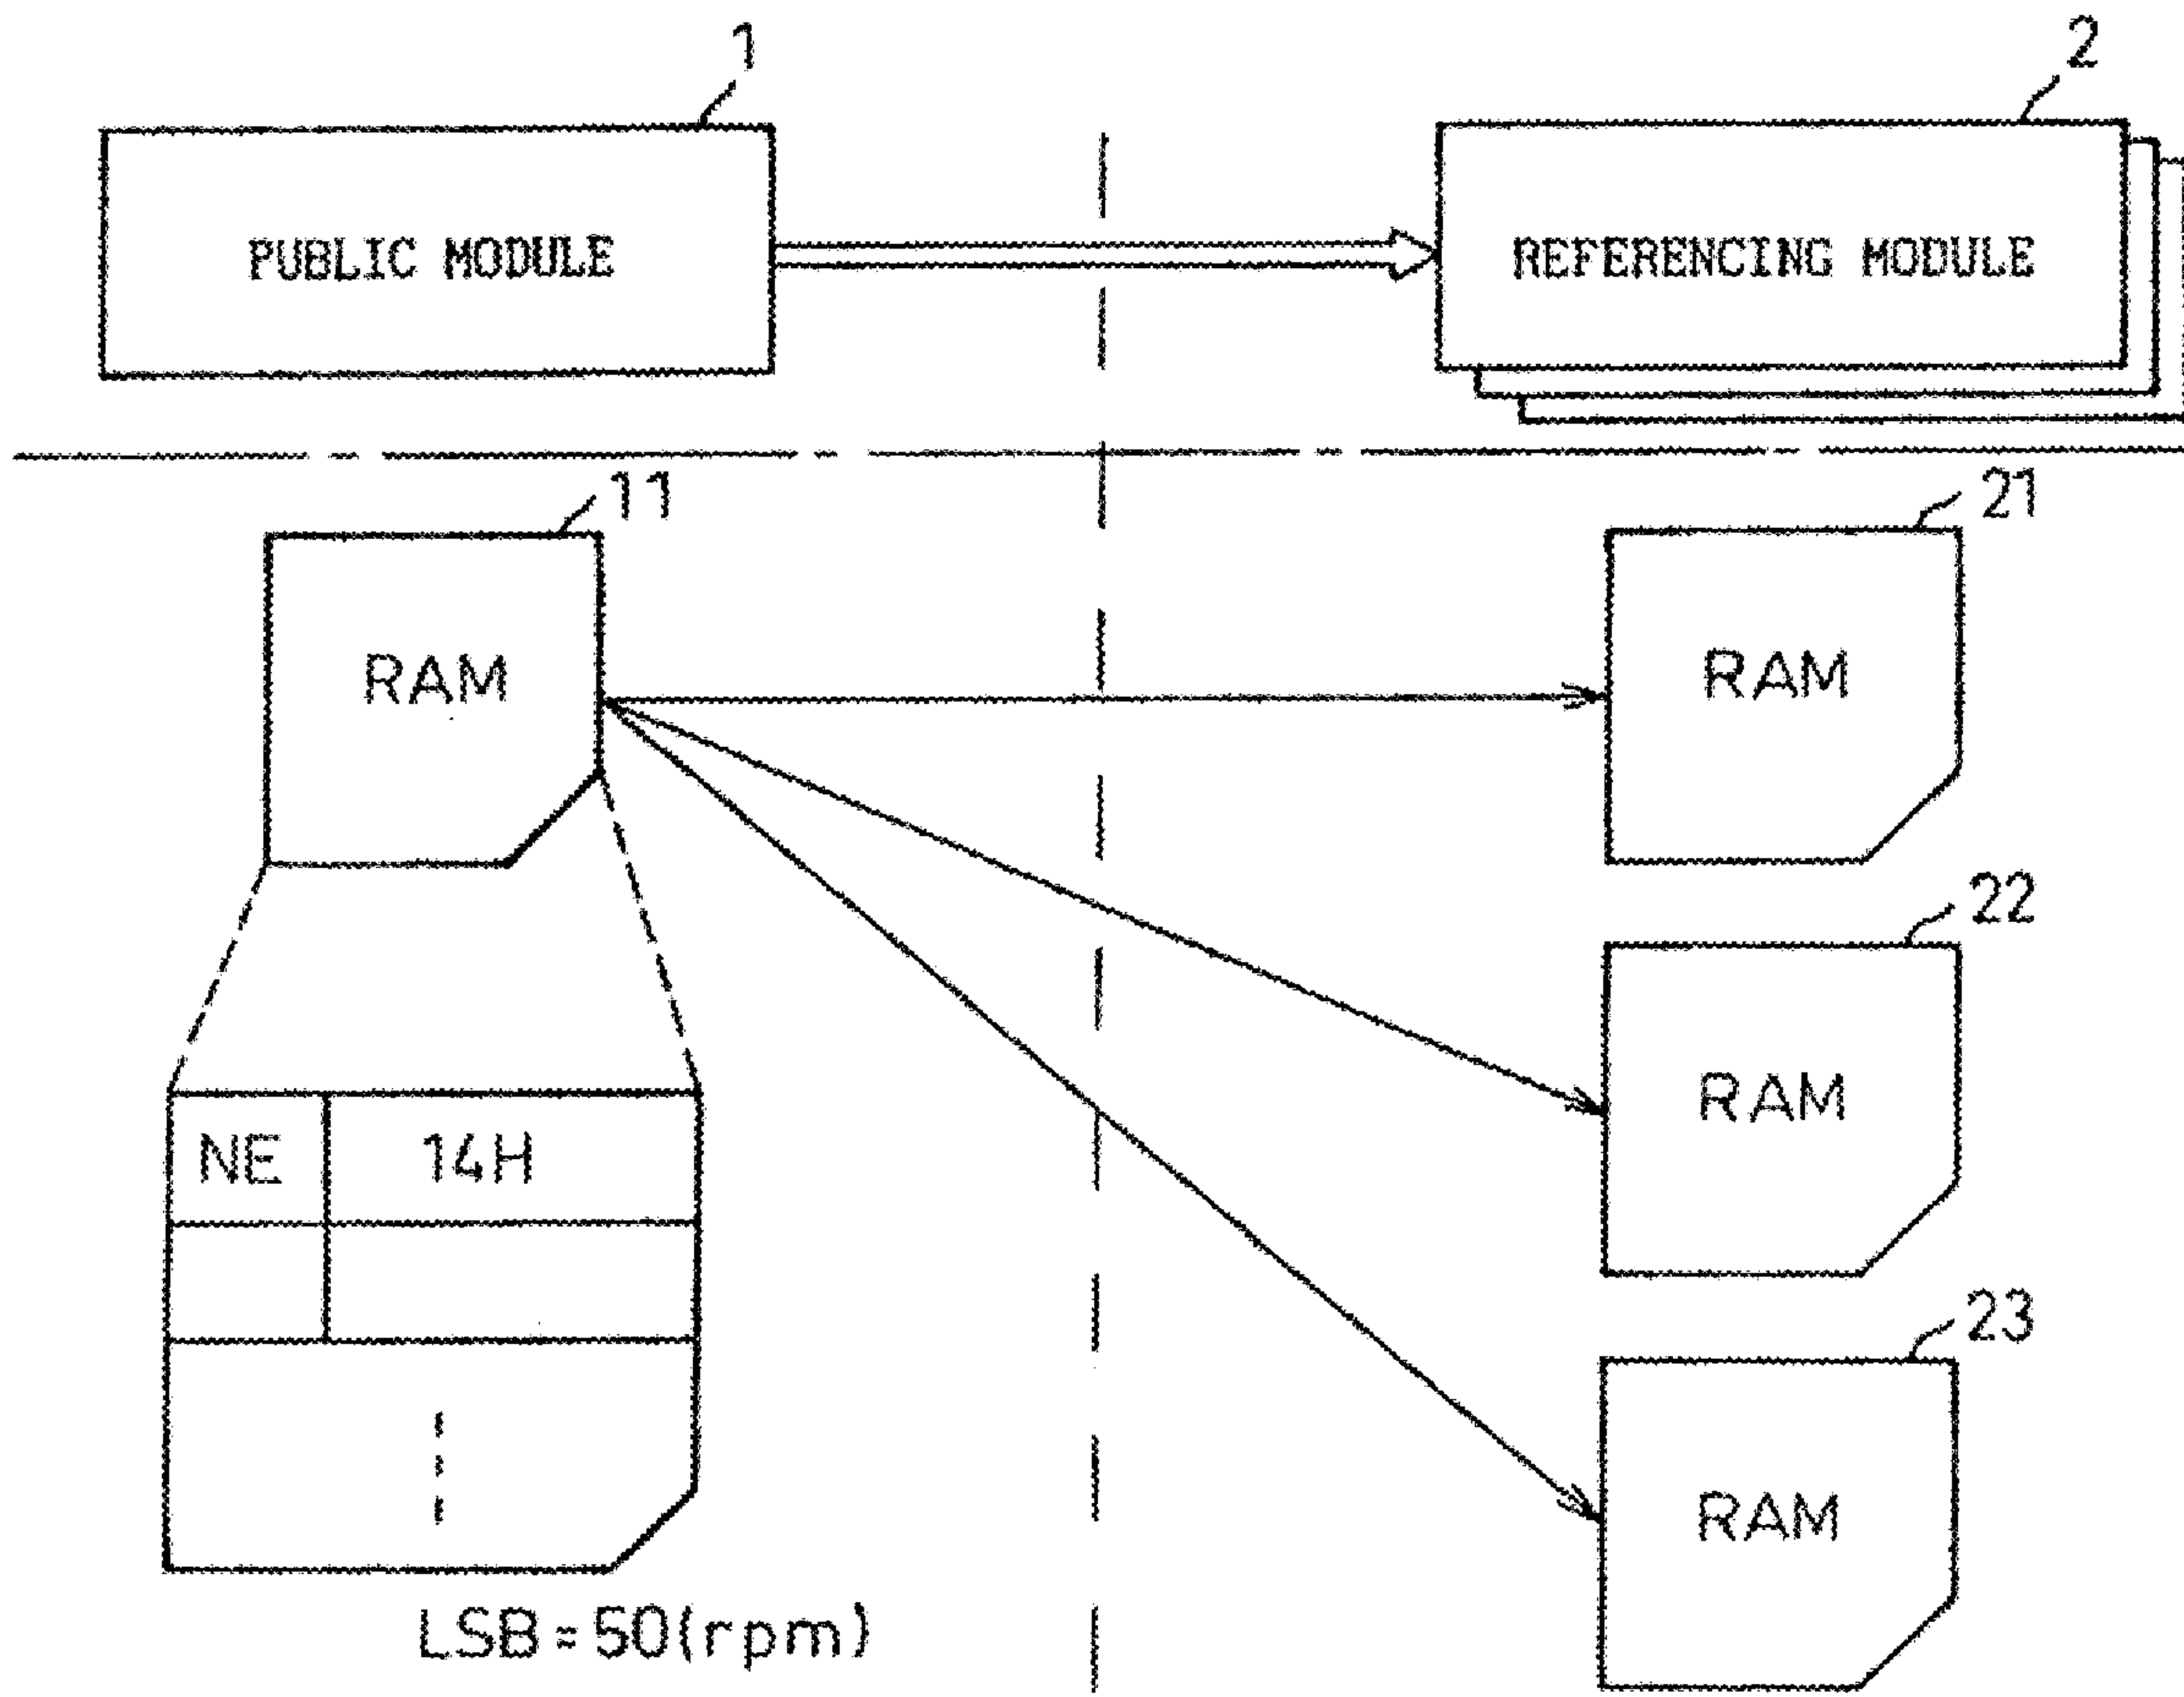 1
2
PUBLIC MODULE
REFERENCING MODULE
11
21
RAM
RAM
22
RAM
NE 14H
23
RAM
LSB = 50(rpm)